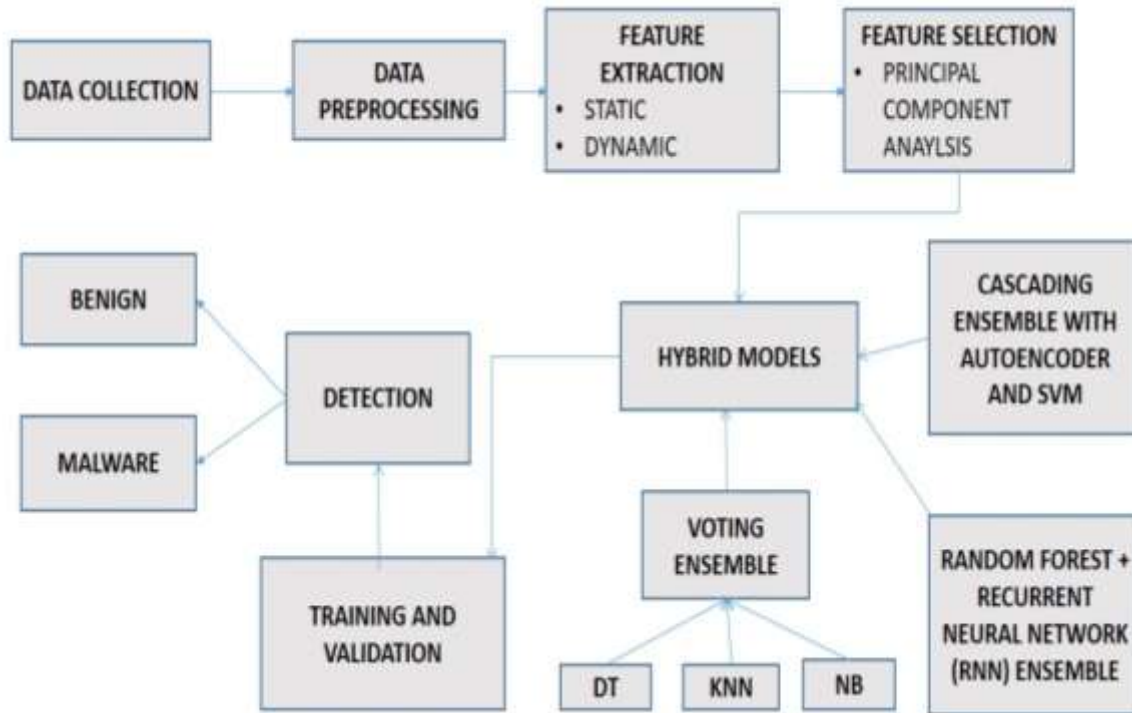 DATA COLLECTION
DATA
PREPROCESSING
FEATURE
EXTRACTION
• STATIC
• DYNAMIC
FEATURE SELECTION
• PRINCIPAL
COMPONENT
ANAYLSIS
BENIGN
MALWARE
DETECTION
HYBRID MODELS
CASCADING
ENSEMBLE WITH
AUTOENCODER
AND SVM
TRAINING AND
VALIDATION
VOTING
ENSEMBLE
RANDOM FOREST +
RECURRENT
NEURAL NETWORK
(RNN) ENSEMBLE
DT
KNN
NB